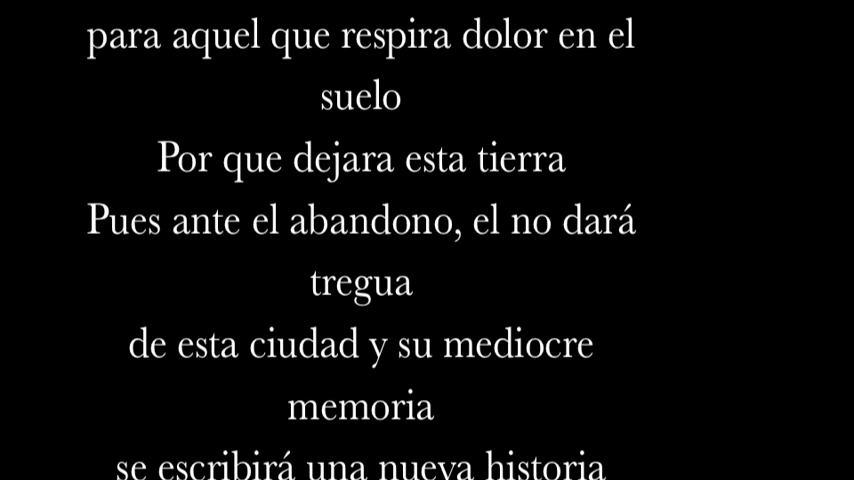 para aquel que respira dolor en el
suelo
Por que dejara esta tierra
Pues ante el abandono, el no dará
tregua
de esta ciudad y su mediocre
memoria
se escribirá una nueva historia